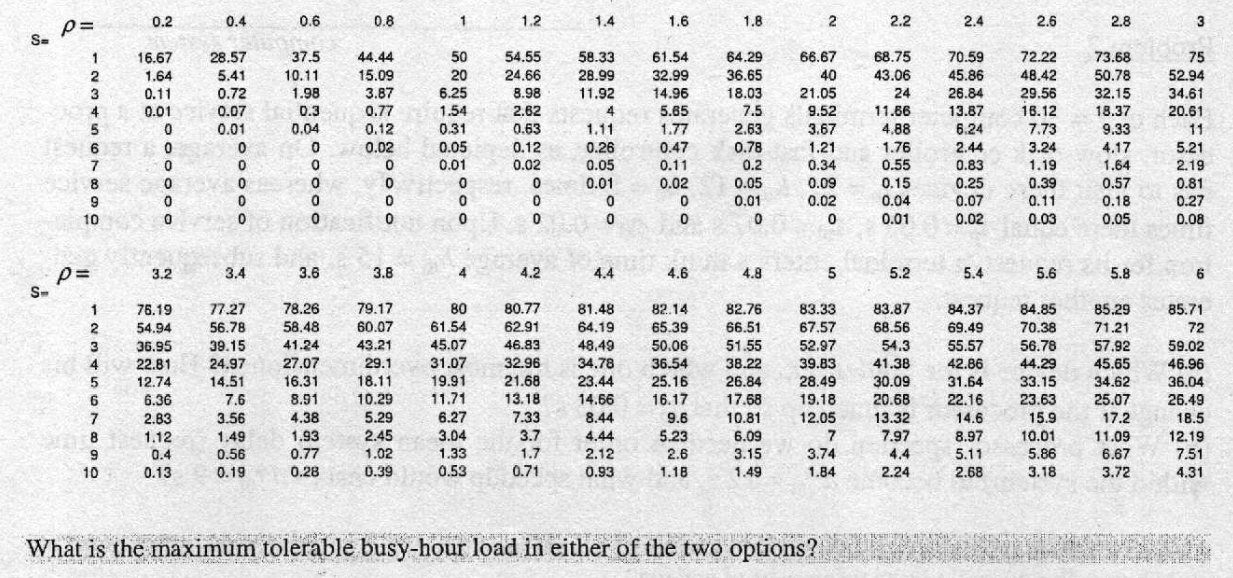 ρ = 0.2 0.4 0.6 0.8 1 1.2 1.4 1.6 1.8 2 2.2 2.4 2.6 2.8 3
S=
1 16.67 28.57 37.5 44.44 50 54.55 58.33 61.54 64.29 66.67 68.75 70.59 72.22 73.68 75
2 1.64 5.41 10.11 15.09 20 24.66 28.99 32.99 36.65 40 43.06 45.86 48.42 50.78 52.94
3 0.11 0.72 1.98 3.87 6.25 8.98 11.92 14.96 18.03 21.05 24 26.84 29.56 32.15 34.61
4 0.01 0.07 0.3 0.77 1.54 2.62 4 5.65 7.5 9.52 11.66 13.87 16.12 18.37 20.61
5 0 0.01 0.04 0.12 0.31 0.63 1.11 1.77 2.63 3.67 4.88 6.24 7.73 9.33 11
6 0 0 0 0.02 0.05 0.12 0.26 0.47 0.78 1.21 1.76 2.44 3.24 4.17 5.21
7 0 0 0 0 0.01 0.02 0.05 0.11 0.2 0.34 0.55 0.83 1.19 1.64 2.19
8 0 0 0 0 0 0 0.01 0.02 0.05 0.09 0.15 0.25 0.39 0.57 0.81
9 0 0 0 0 0 0 0 0 0.01 0.02 0.04 0.07 0.11 0.18 0.27
10 0 0 0 0 0 0 0 0 0 0 0.01 0.02 0.03 0.05 0.08
ρ = 3.2 3.4 3.6 3.8 4 4.2 4.4 4.6 4.8 5 5.2 5.4 5.6 5.8 6
S=
1 76.19 77.27 78.26 79.17 80 80.77 81.48 82.14 82.76 83.33 83.87 84.37 84.85 85.29 85.71
2 54.94 56.78 58.48 60.07 61.54 62.91 64.19 65.39 66.51 67.57 68.56 69.49 70.38 71.21 72
3 36.95 39.15 41.24 43.21 45.07 46.83 48.49 50.06 51.55 52.97 54.3 55.57 56.78 57.92 59.02
4 22.81 24.97 27.07 29.1 31.07 32.96 34.78 36.54 38.22 39.83 41.38 42.86 44.29 45.65 46.96
5 12.74 14.51 16.31 18.11 19.91 21.68 23.44 25.16 26.84 28.49 30.09 31.64 33.15 34.62 36.04
6 6.36 7.6 8.91 10.29 11.71 13.18 14.66 16.17 17.68 19.18 20.68 22.16 23.63 25.07 26.49
7 2.83 3.56 4.38 5.29 6.27 7.33 8.44 9.6 10.81 12.05 13.32 14.6 15.9 17.2 18.5
8 1.12 1.49 1.93 2.45 3.04 3.7 4.44 5.23 6.09 7 7.97 8.97 10.01 11.09 12.19
9 0.4 0.56 0.77 1.02 1.33 1.7 2.12 2.6 3.15 3.74 4.4 5.11 5.86 6.67 7.51
10 0.13 0.19 0.28 0.39 0.53 0.71 0.93 1.18 1.49 1.84 2.24 2.68 3.18 3.72 4.31
What is the maximum tolerable busy-hour load in either of the two options?